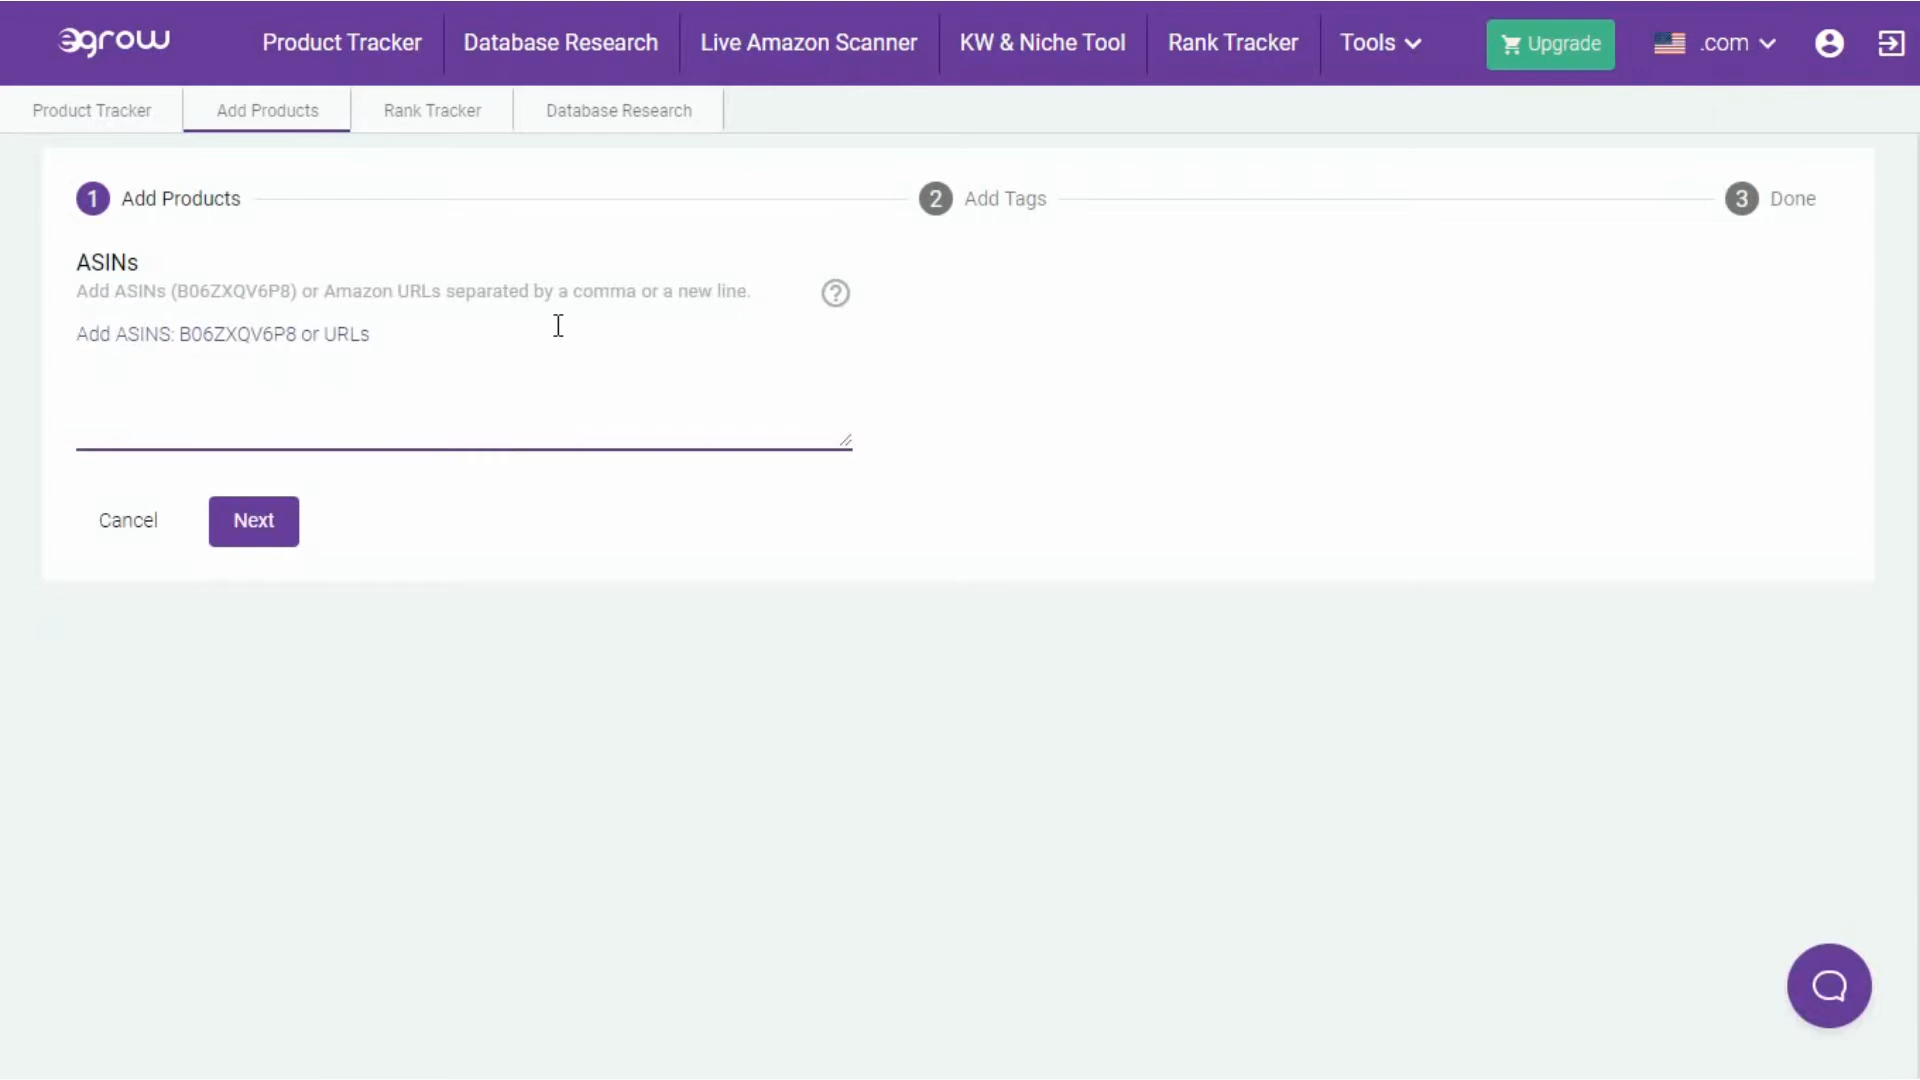 egrow Product Tracker Database Research Live Amazon Scanner KW & Niche Tool Rank Tracker Tools Upgrade .com
Product Tracker Add Products Rank Tracker Database Research
1 Add Products 2 Add Tags 3 Done
ASINs
Add ASINs (B06ZXQV6P8) or Amazon URLs separated by a comma or a new line. ?
Add ASINS: B06ZXQV6P8 or URLs
Cancel Next